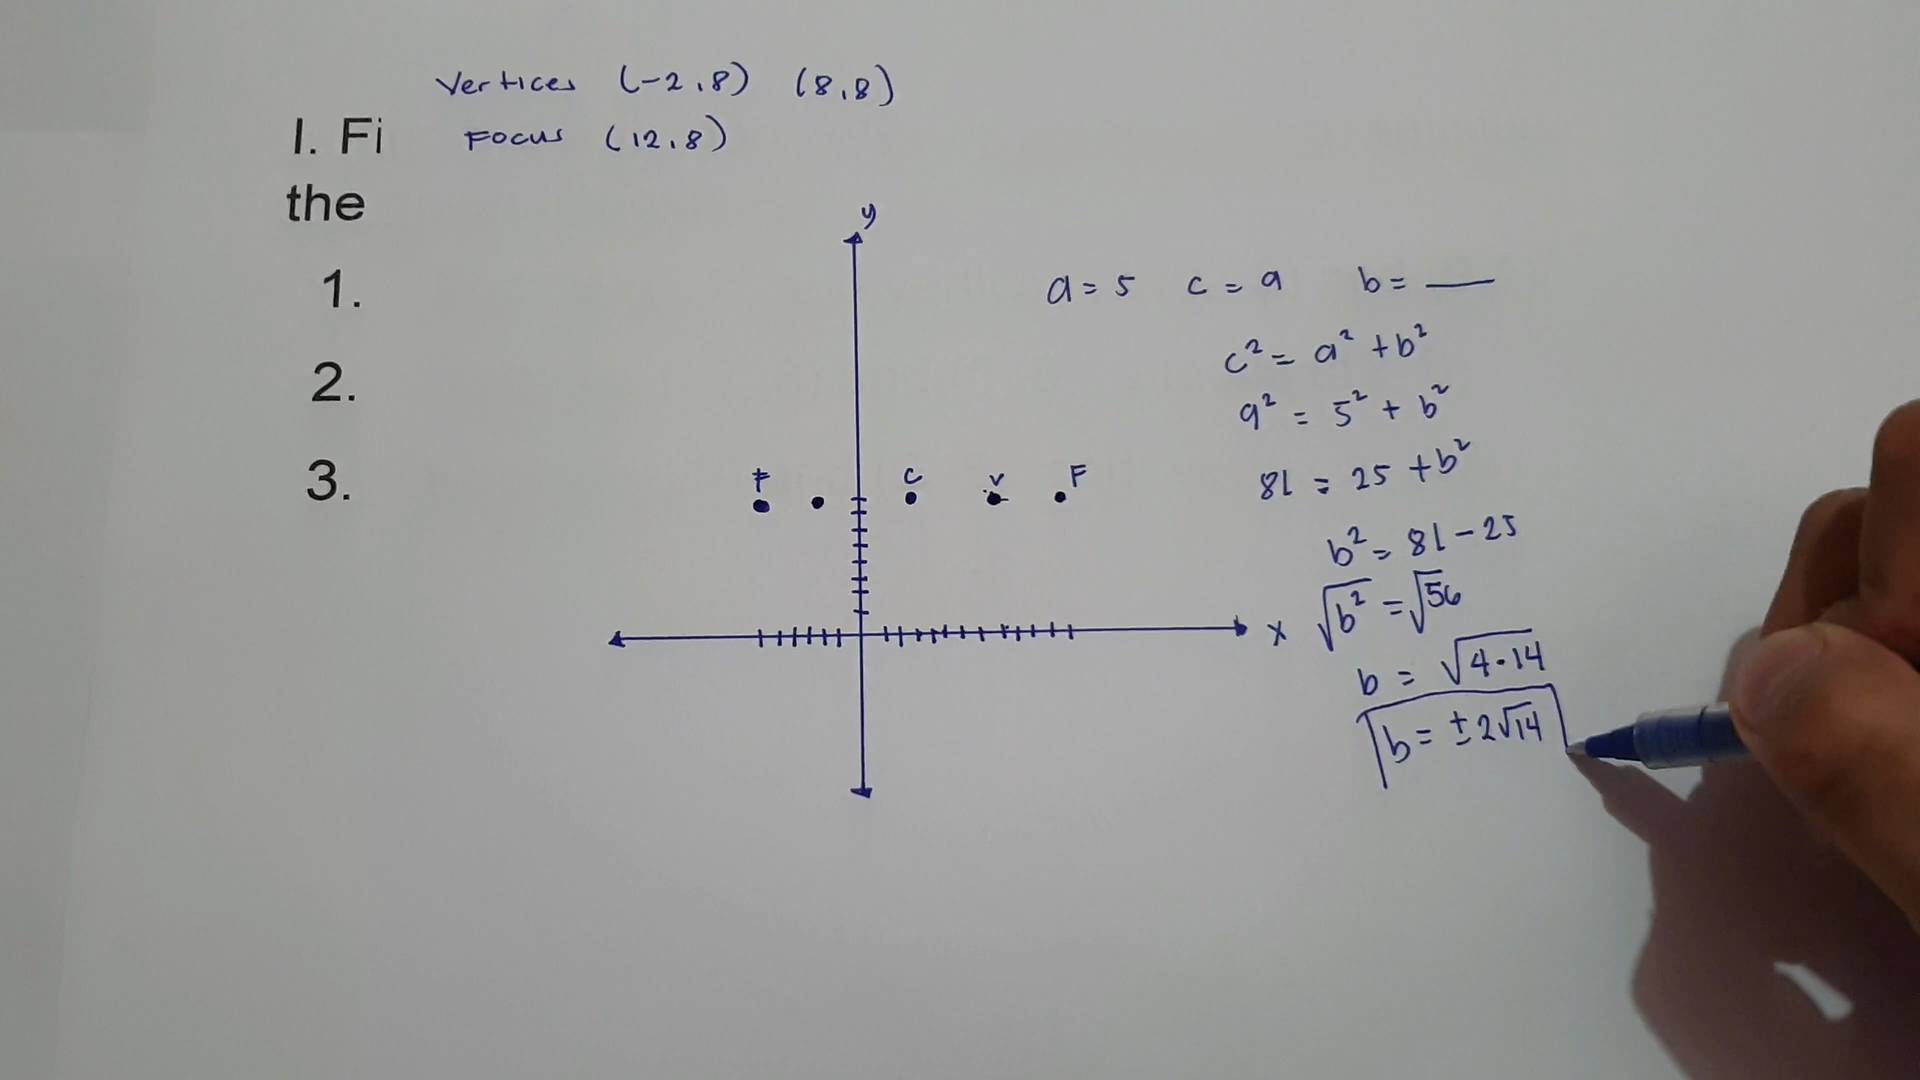 Vertices (-2,8) (8,8)
I. Fi Focus (12,8)
the
1.
2.
3.
y
F C V F
x
a = 5 c = 9 b = __
c² = a² + b²
9² = 5² + b²
81 = 25 + b²
b² = 81 - 25
√b² = √56
b = √4·14
b = ±2√14